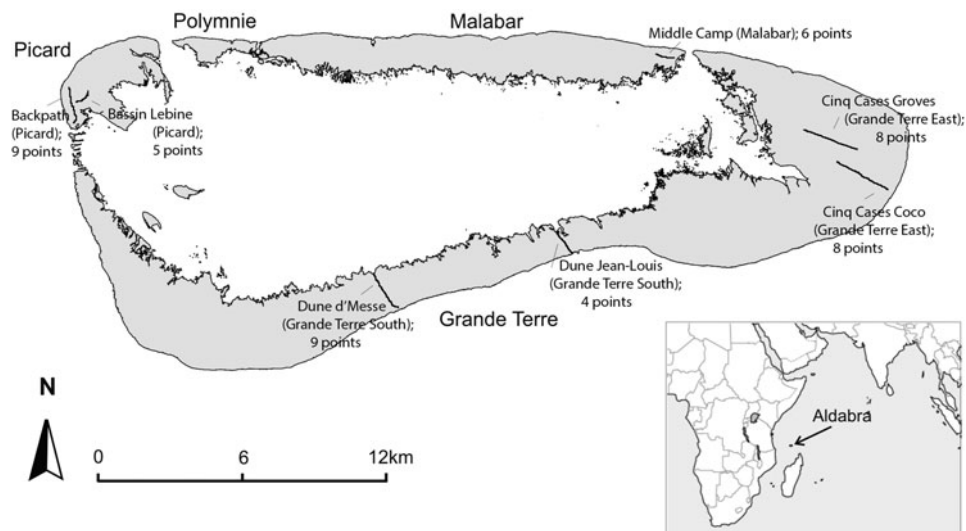 Polymnie
Malabar
Picard
Middle Camp (Malabar); 6 points
Backpath
(Picard);
9 points
Bassin Lebine
(Picard);
5 points
Cinq Cases Groves
(Grande Terre East);
8 points
Cinq Cases Coco
(Grande Terre East);
8 points
Dune Jean-Louis
(Grande Terre South);
4 points
Dune d'Messe
(Grande Terre South);
9 points
Grande Terre
N
0 6 12km
Aldabra